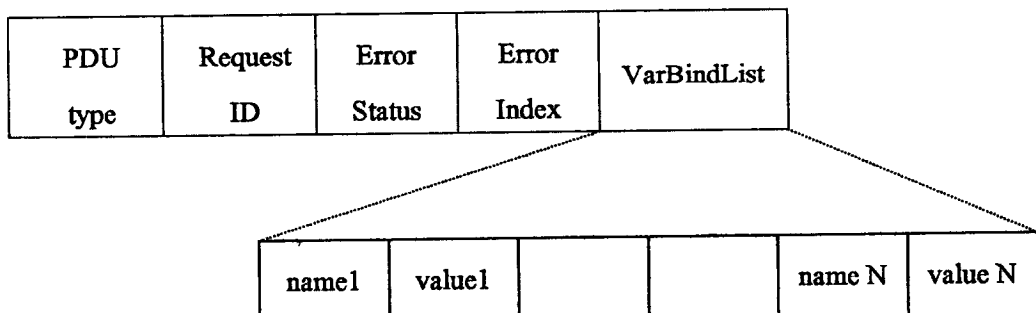 PDU
type
Request
ID
Error
Status
Error
Index
VarBindList
name1
value1
name N
value N